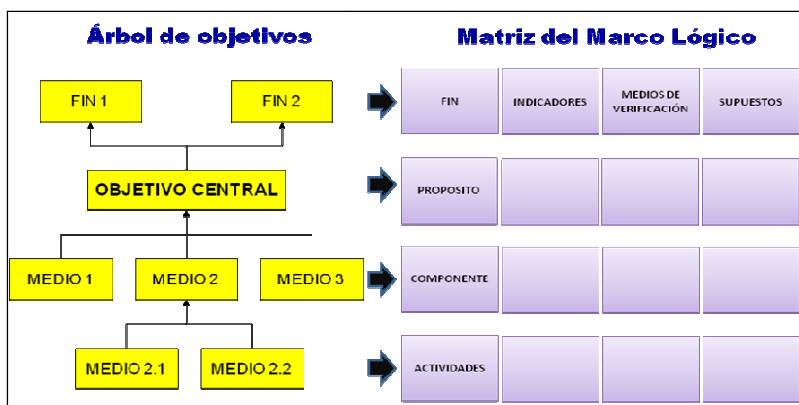 Árbol de objetivos
Matriz del Marco Lógico
FIN 1
FIN 2
FIN
INDICADORES
MEDIOS DE
VERIFICACIÓN
SUPUESTOS
OBJETIVO CENTRAL
PROPOSITO
MEDIO 1
MEDIO 2
MEDIO 3
COMPONENTE
MEDIO 2.1
MEDIO 2.2
ACTIVIDADES